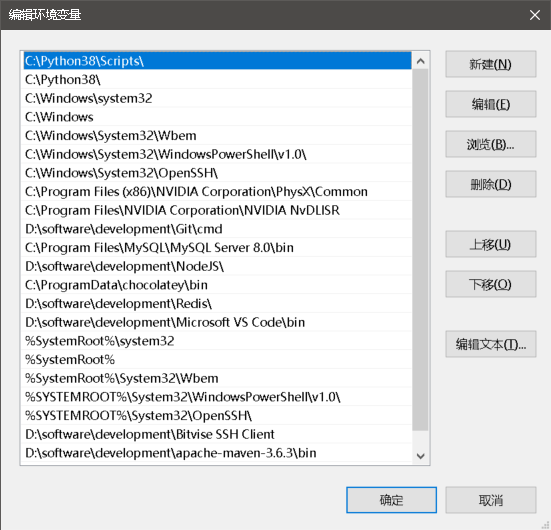 编辑环境变量
C:\Python38\Scripts\
C:\Python38\
C:\Windows\system32
C:\Windows
C:\Windows\System32\Wbem
C:\Windows\System32\WindowsPowerShell\v1.0\
C:\Windows\System32\OpenSSH\
C:\Program Files (x86)\NVIDIA Corporation\PhysX\Common
C:\Program Files\NVIDIA Corporation\NVIDIA NvDLISR
D:\software\development\Git\cmd
C:\Program Files\MySQL\MySQL Server 8.0\bin
D:\software\development\NodeJS\
C:\ProgramData\chocolatey\bin
D:\software\development\Redis\
D:\software\development\Microsoft VS Code\bin
%SystemRoot%\system32
%SystemRoot%
%SystemRoot%\System32\Wbem
%SYSTEMROOT%\System32\WindowsPowerShell\v1.0\
%SYSTEMROOT%\System32\OpenSSH\
D:\software\development\Bitvise SSH Client
D:\software\development\apache-maven-3.6.3\bin
新建(N)
编辑(E)
浏览(B)...
删除(D)
上移(U)
下移(O)
编辑文本(T)...
确定
取消